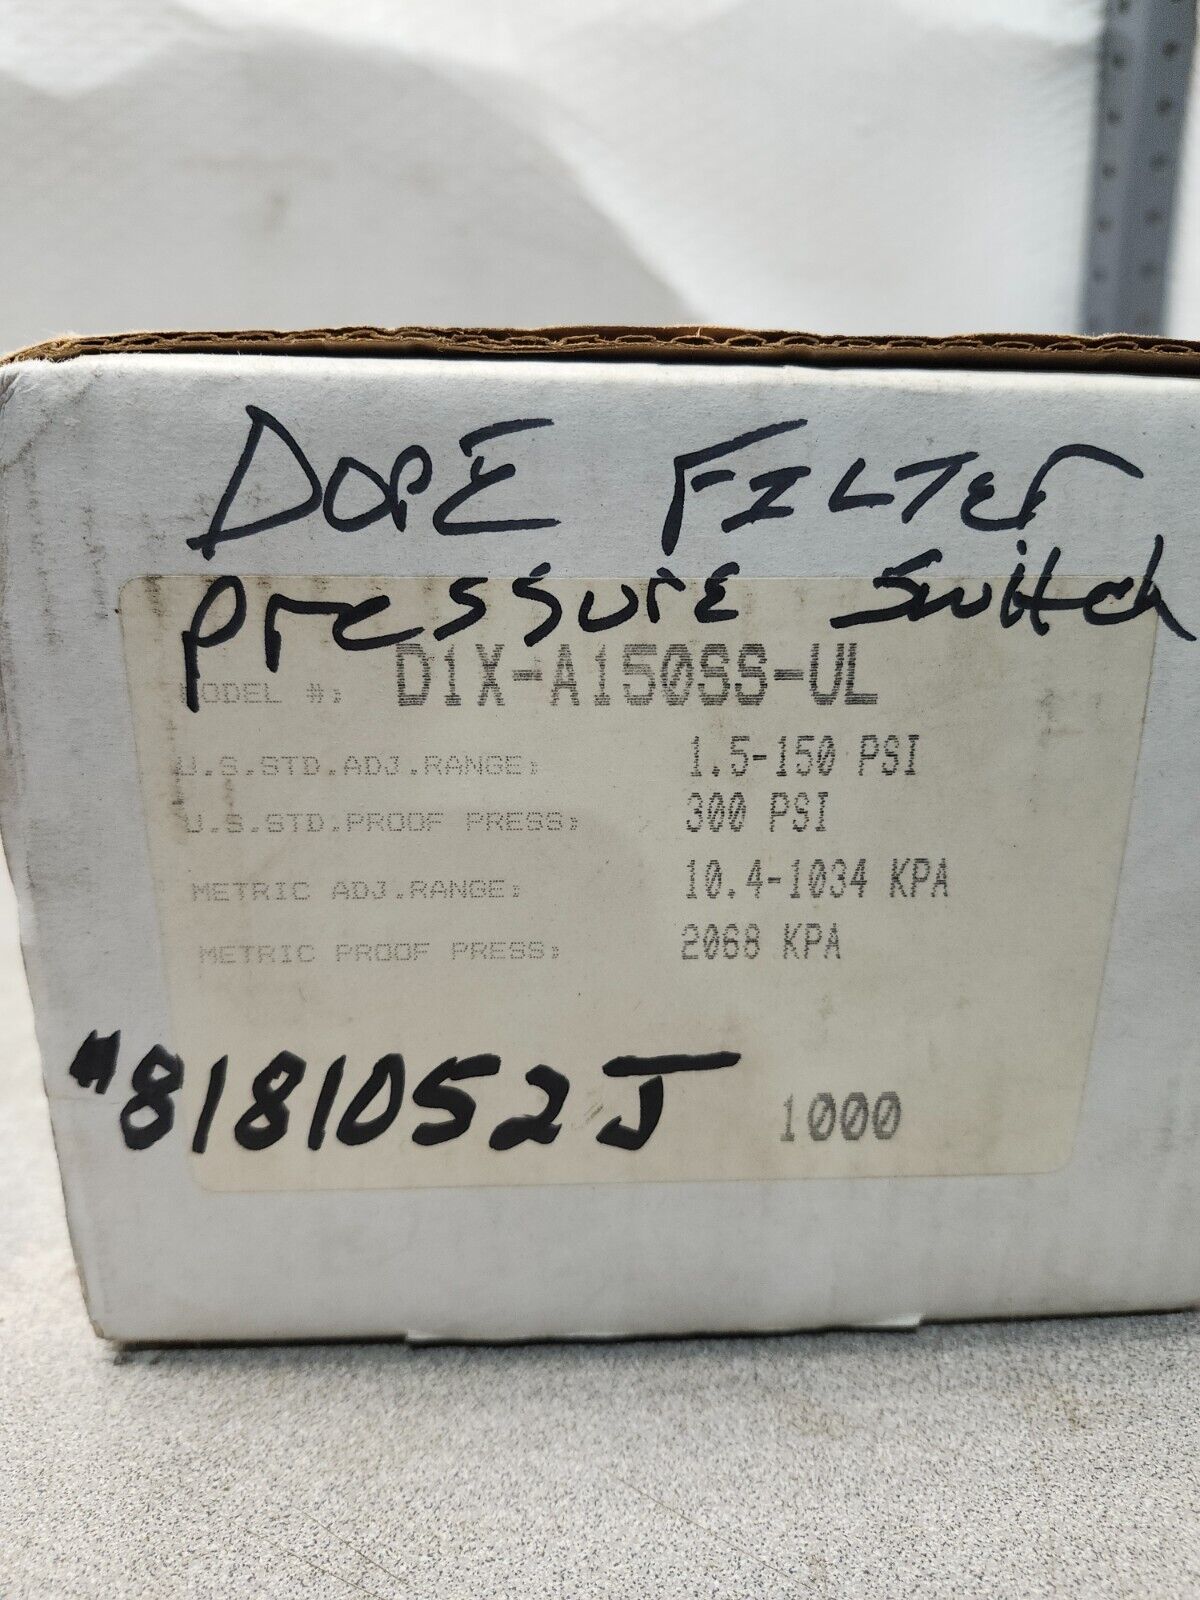 DOPE FILTER
Pressure Switch
MODEL #: D1X-A150SS-UL
U.S.STD.ADJ.RANGE: 1.5-150 PSI
U.S.STD.PROOF PRESS: 300 PSI
METRIC ADJ.RANGE: 10.4-1034 KPA
METRIC PROOF PRESS: 2068 KPA
#8181052J 1000